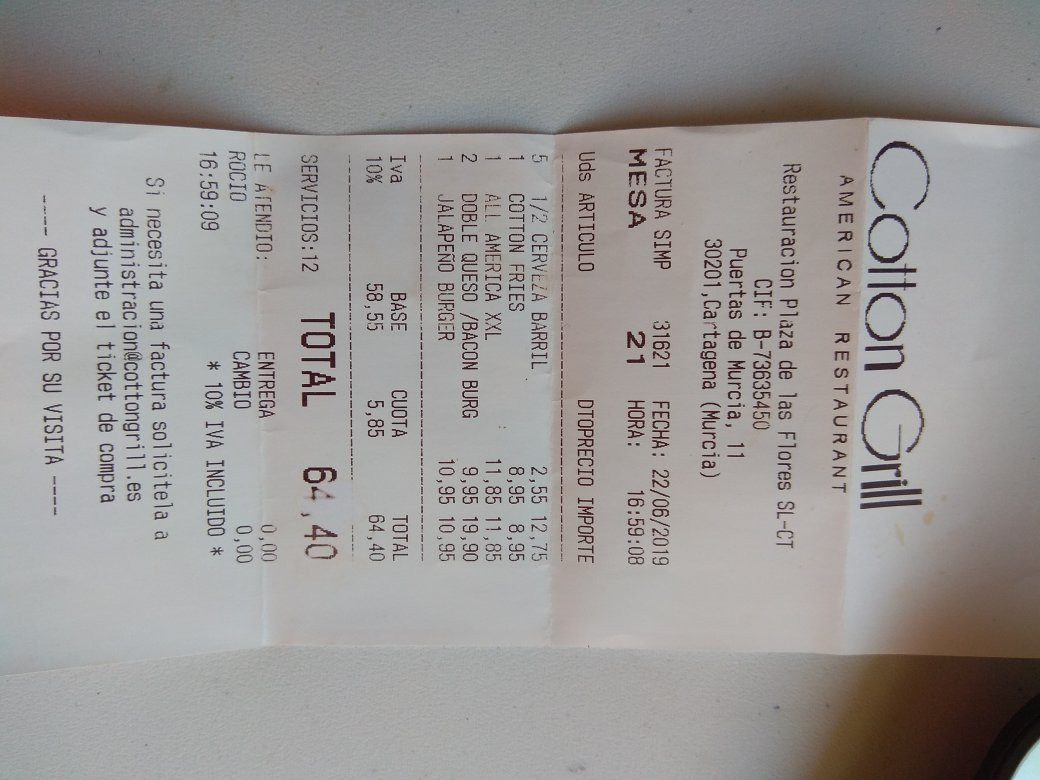 Cotton Grill
AMERICAN RESTAURANT
Restauracion Plaza de las Flores SL-CT
CIF: B-73635450
Puertas de Murcia, 11
30201,Cartagena (Murcia)
FACTURA SIMP 31621 FECHA: 22/06/2019
MESA 21 HORA: 16:59:08
Uds ARTICULO DTOPRECIO IMPORTE
5 1/2 CERVEZA BARRIL 2,55 12,75
1 COTTON FRIES 8,95 8,95
1 ALL AMERICA XXL 11,85 11,85
2 DOBLE QUESO /BACON BURG 9,95 19,90
1 JALAPEÑO BURGER 10,95 10,95
Iva BASE CUOTA TOTAL
10% 58,55 5,85 64,40
SERVICIOS:12 TOTAL 64,40
LE ATENDIO: ENTREGA 0,00
ROCIO CAMBIO 0,00
16:59:09 * 10% IVA INCLUIDO *
Si necesita una factura solicitela a
administracion@cottongrill.es
y adjunte el ticket de compra
---- GRACIAS POR SU VISITA ----